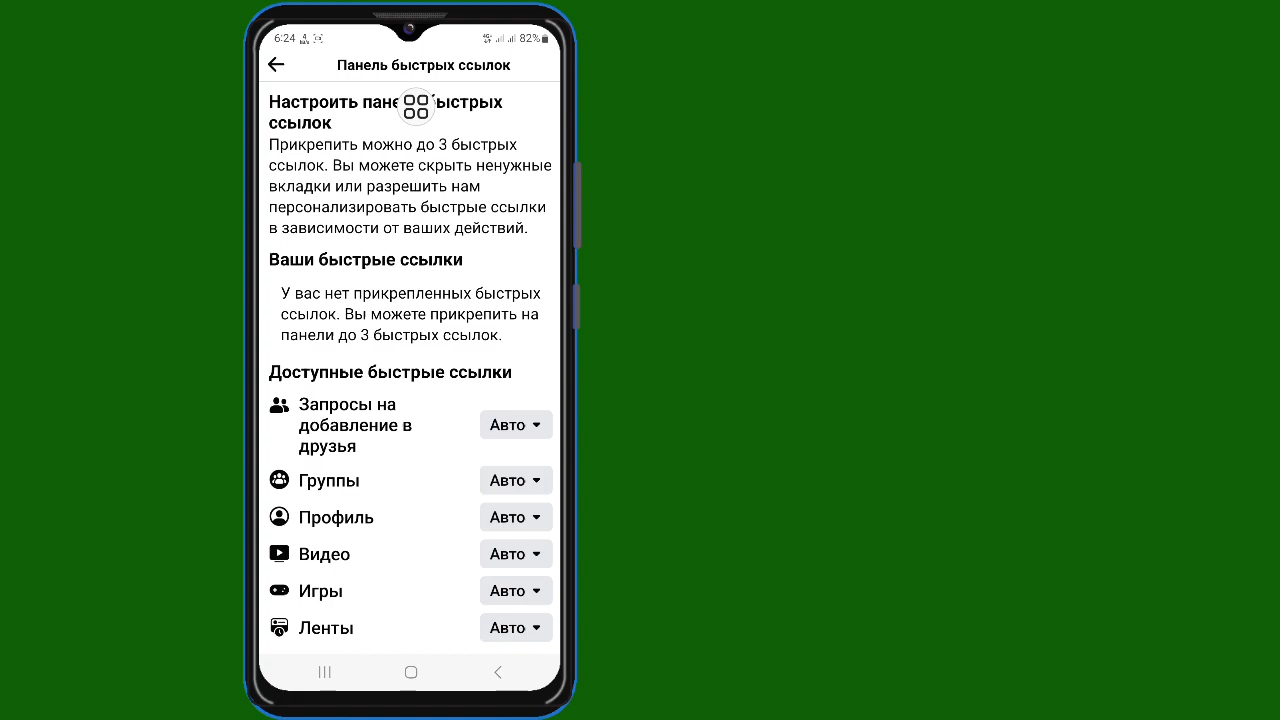 6:24 82%
Панель быстрых ссылок
Настроить пане ыстрых
ссылок
Прикрепить можно до 3 быстрых
ссылок. Вы можете скрыть ненужные
вкладки или разрешить нам
персонализировать быстрые ссылки
в зависимости от ваших действий.
Ваши быстрые ссылки
У вас нет прикрепленных быстрых
ссылок. Вы можете прикрепить на
панели до 3 быстрых ссылок.
Доступные быстрые ссылки
Запросы на
добавление в
друзья
Авто
Группы Авто
Профиль Авто
Видео Авто
Игры Авто
Ленты Авто